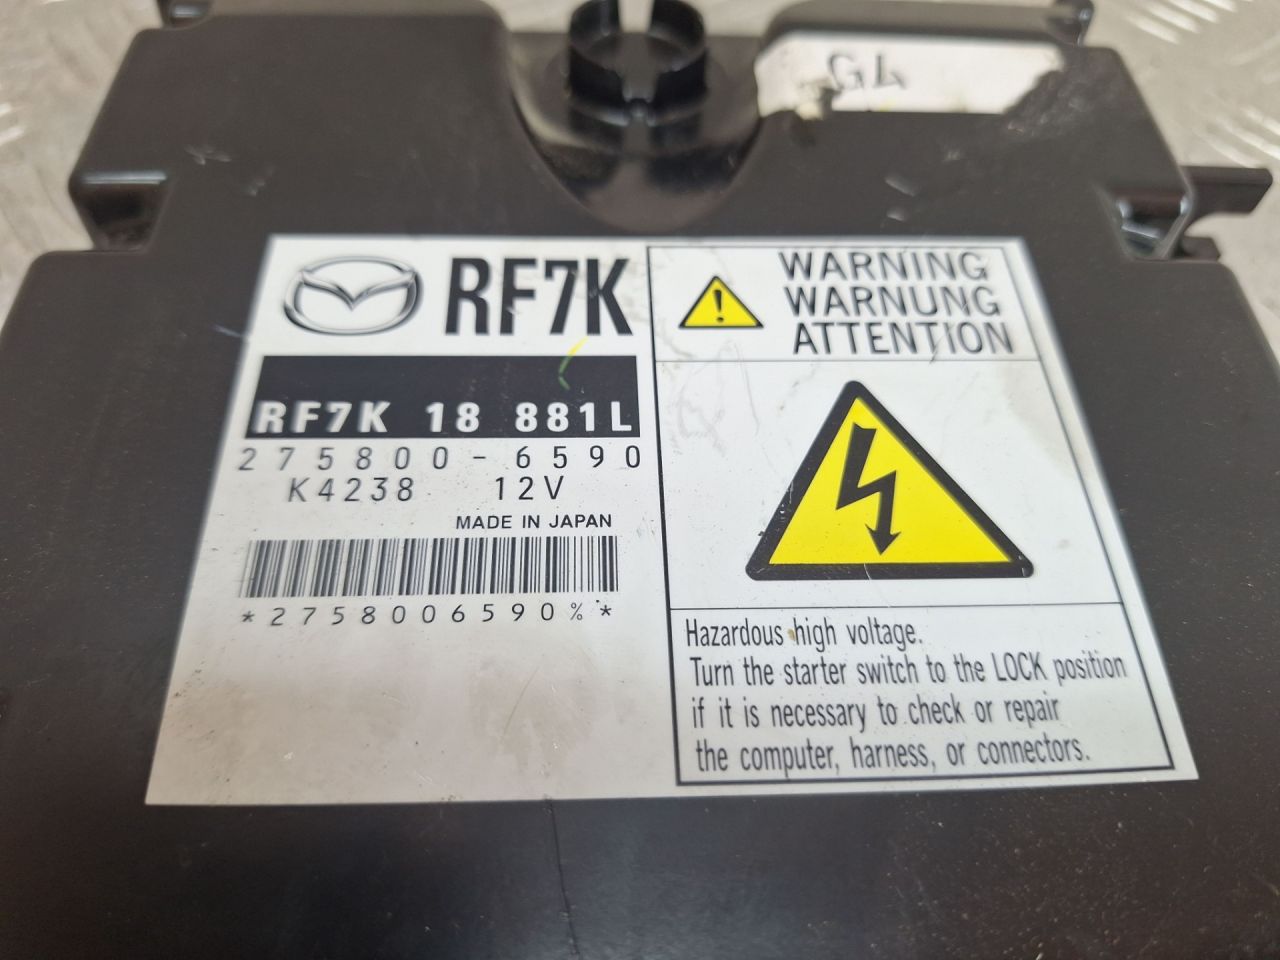 G4
RF7K
RF7K 18 881L
275800-6590
K4238 12V
MADE IN JAPAN
*2758006590%*
WARNING
WARNUNG
ATTENTION
Hazardous high voltage.
Turn the starter switch to the LOCK position
if it is necessary to check or repair
the computer, harness, or connectors.